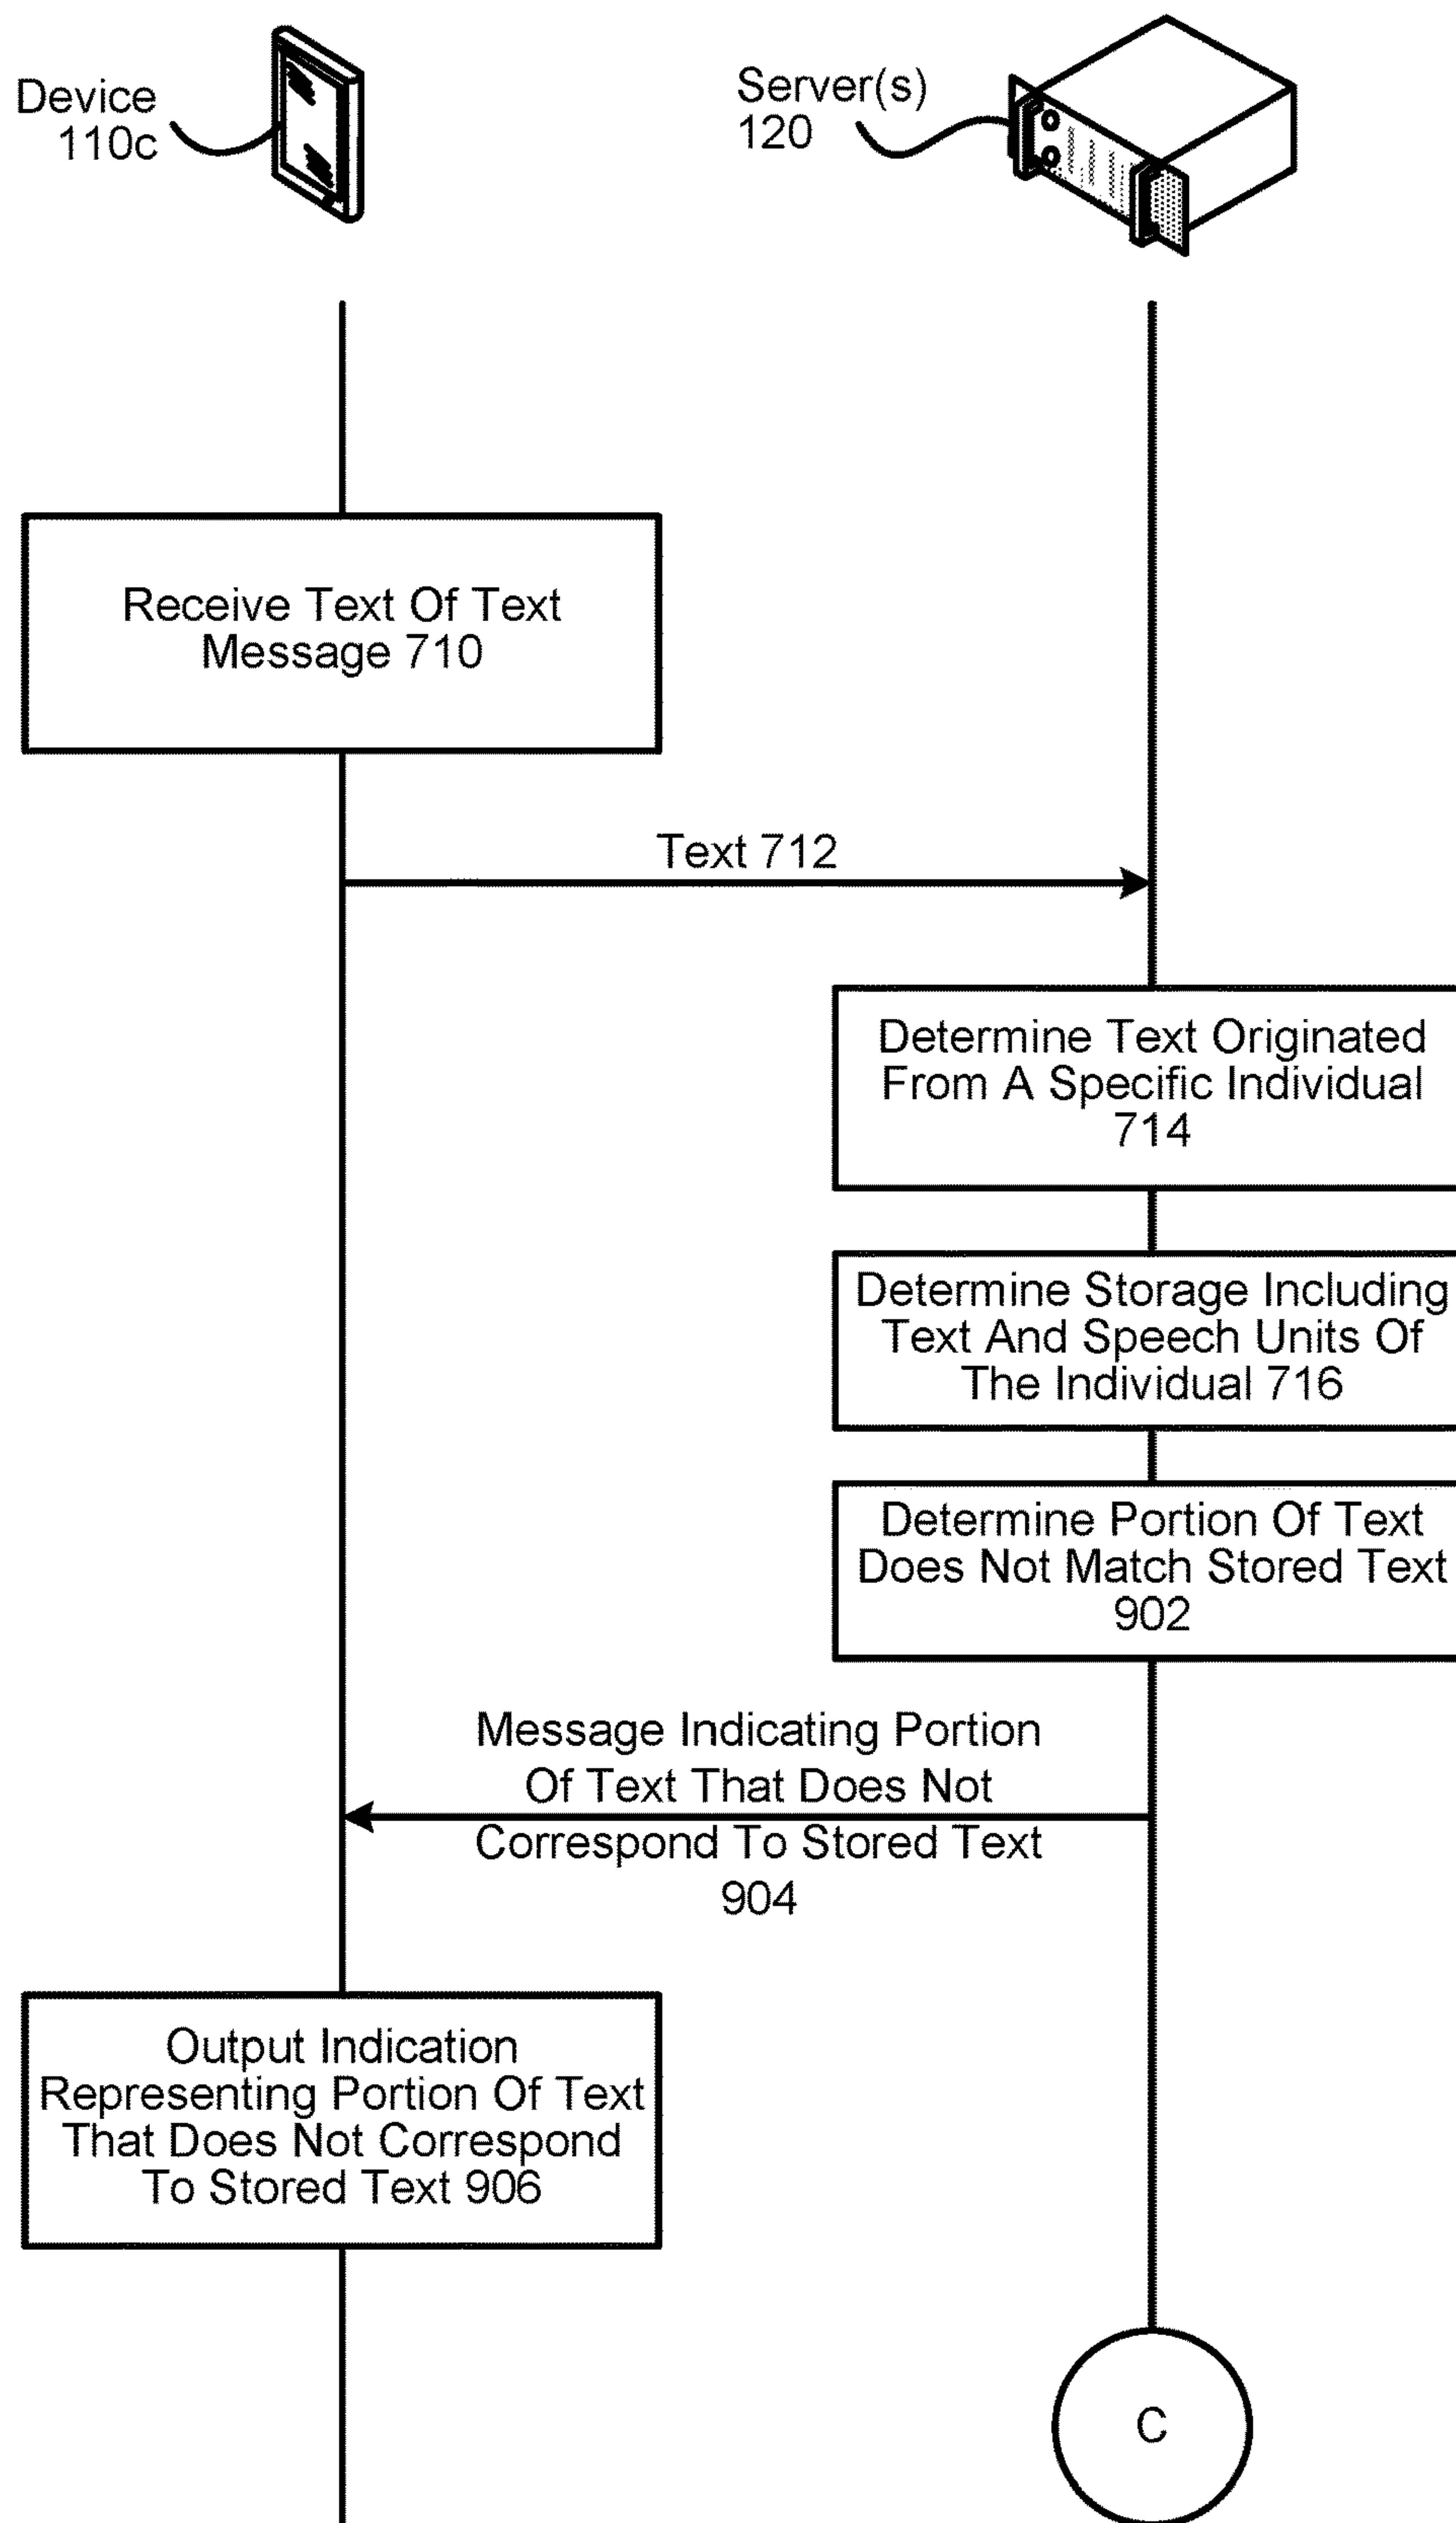 Device
110c
Server(s)
120
Receive Text Of Text
Message 710
Text 712
Determine Text Originated
From A Specific Individual
714
Determine Storage Including
Text And Speech Units Of
The Individual 716
Determine Portion Of Text
Does Not Match Stored Text
902
Message Indicating Portion
Of Text That Does Not
Correspond To Stored Text
904
Output Indication
Representing Portion Of Text
That Does Not Correspond
To Stored Text 906
C